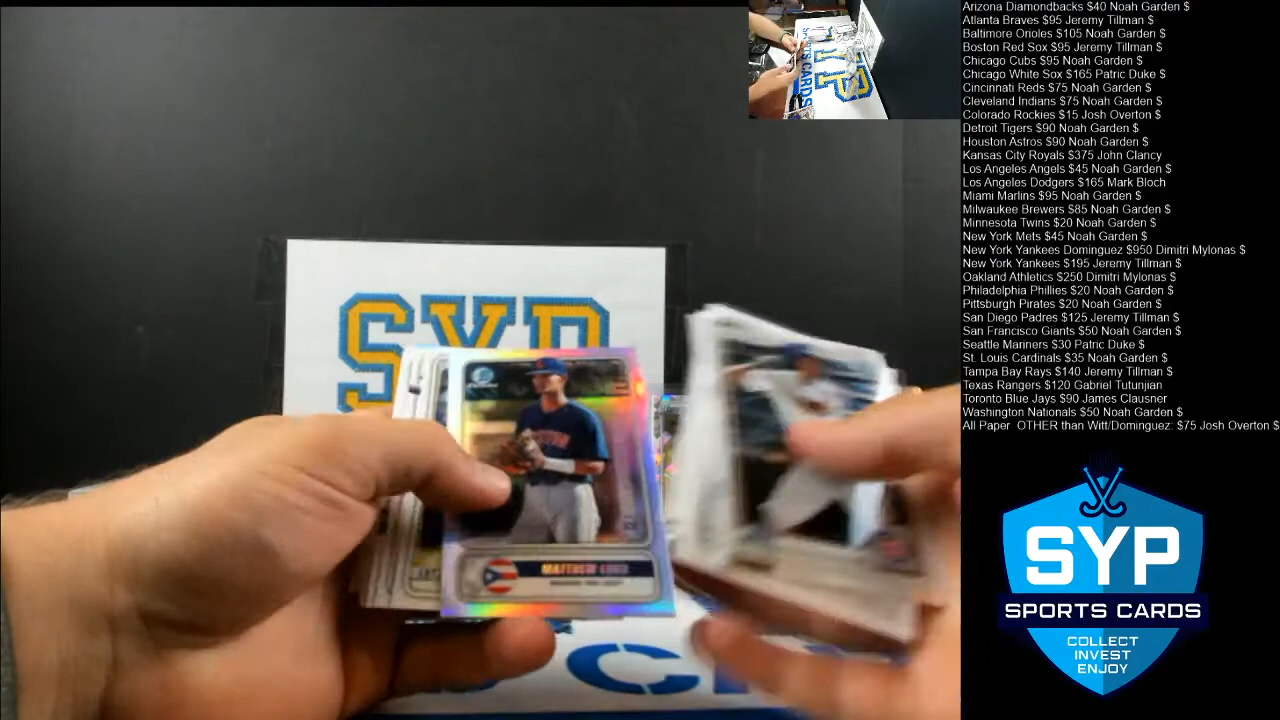 Arizona Diamondbacks $40 Noah Garden $
Atlanta Braves $95 Jeremy Tillman $
Baltimore Orioles $105 Noah Garden $
Boston Red Sox $95 Jeremy Tillman $
Chicago Cubs $95 Noah Garden $
Chicago White Sox $165 Patric Duke $
Cincinnati Reds $75 Noah Garden $
Cleveland Indians $75 Noah Garden $
Colorado Rockies $15 Josh Overton $
Detroit Tigers $90 Noah Garden $
Houston Astros $90 Noah Garden $
Kansas City Royals $375 John Clancy
Los Angeles Angels $45 Noah Garden $
Los Angeles Dodgers $165 Mark Bloch
Miami Marlins $95 Noah Garden $
Milwaukee Brewers $85 Noah Garden $
Minnesota Twins $20 Noah Garden $
New York Mets $45 Noah Garden $
New York Yankees Dominguez $950 Dimitri Mylonas $
New York Yankees $195 Jeremy Tillman $
Oakland Athletics $250 Dimitri Mylonas $
Philadelphia Phillies $20 Noah Garden $
Pittsburgh Pirates $20 Noah Garden $
San Diego Padres $125 Jeremy Tillman $
San Francisco Giants $50 Noah Garden $
Seattle Mariners $30 Patric Duke $
St. Louis Cardinals $35 Noah Garden $
Tampa Bay Rays $140 Jeremy Tillman $
Texas Rangers $120 Gabriel Tutunjian
Toronto Blue Jays $90 James Clausner
Washington Nationals $50 Noah Garden $
All Paper OTHER than Witt/Dominguez: $75 Josh Overton $
SYP
SPORTS CARDS
COLLECT
INVEST
ENJOY
SYP
MATTHEW
SYP
CARDS